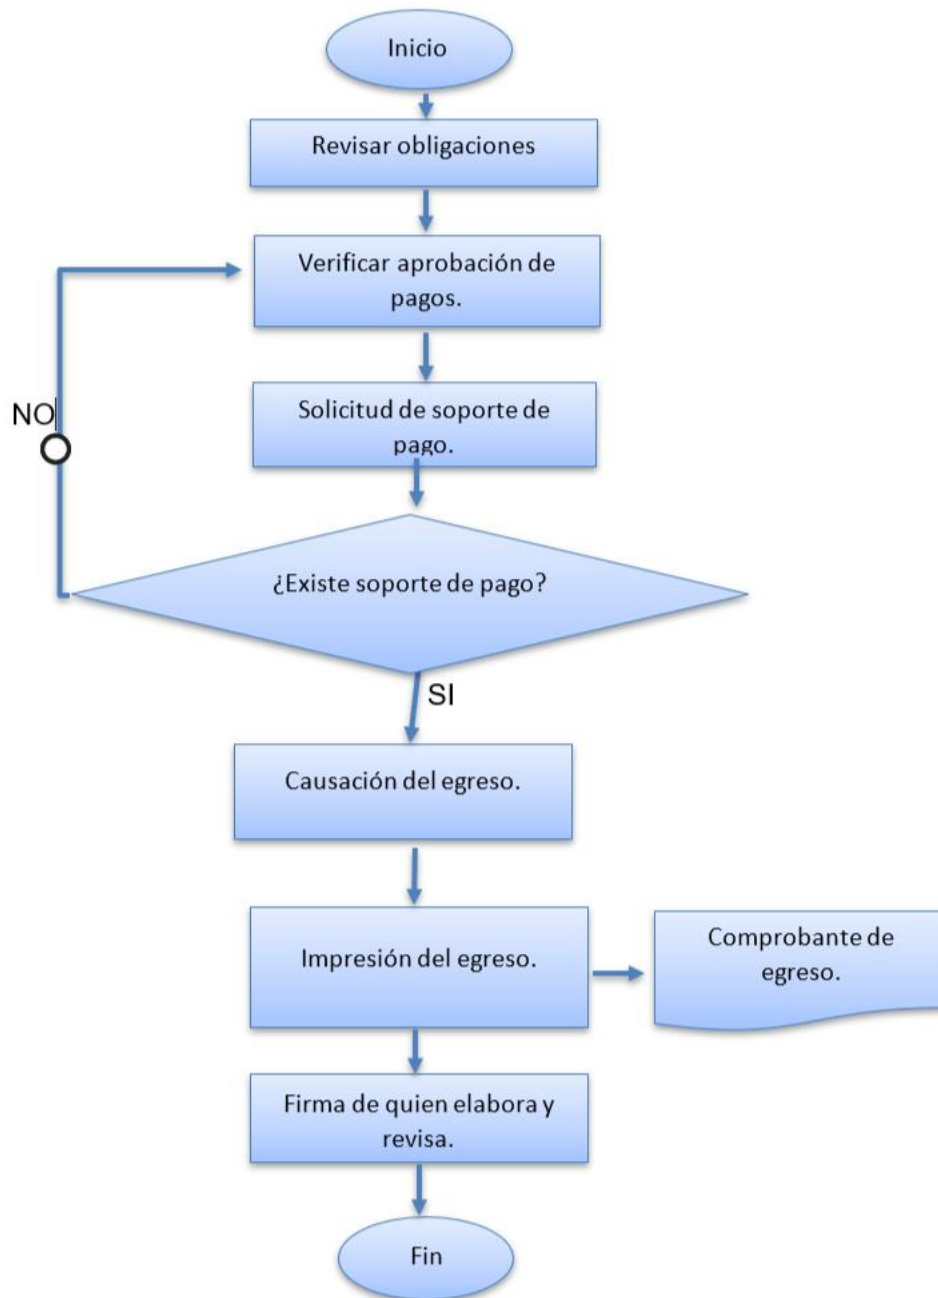 Inicio
Revisar obligaciones
Verificar aprobación de
pagos.
Solicitud de soporte de
pago.
NO
¿Existe soporte de pago?
SI
Causación del egreso.
Impresión del egreso.
Comprobante de
egreso.
Firma de quien elabora y
revisa.
Fin